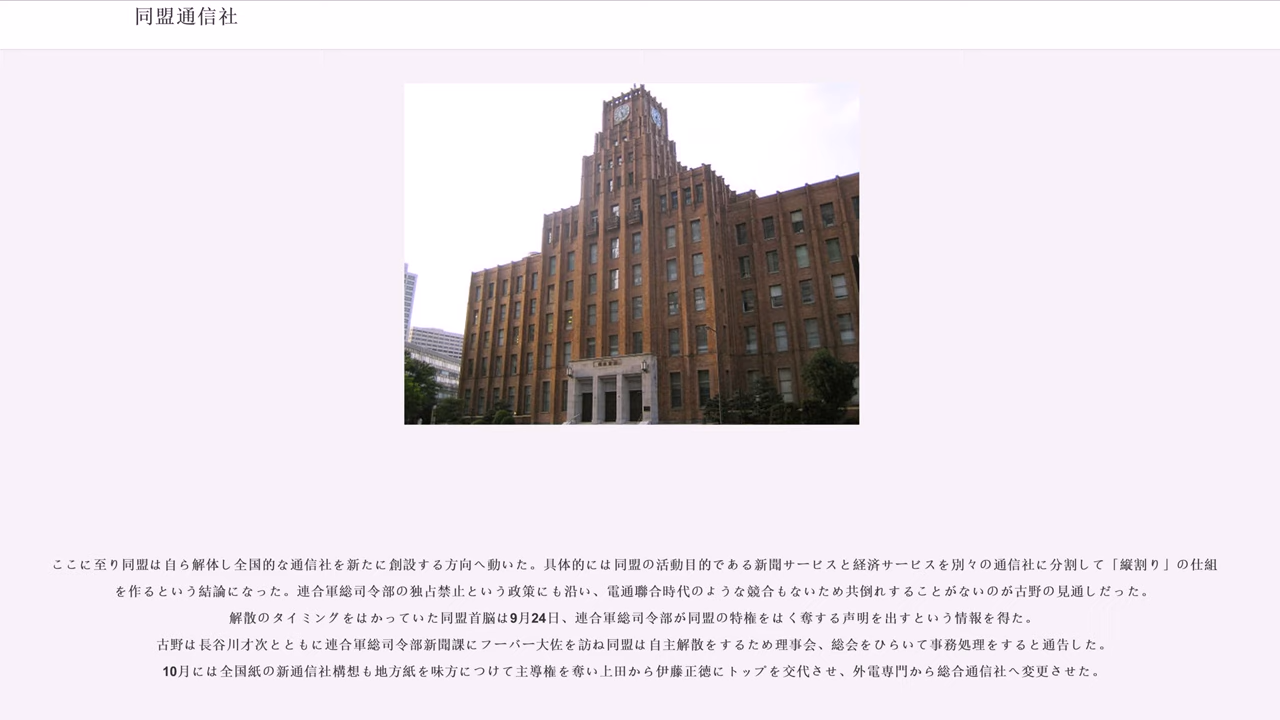 同盟通信社
ここに至り同盟は自ら解体し全国的な通信社を新たに創設する方向へ動いた。具体的には同盟の活動目的である新聞サービスと経済サービスを別々の通信社に分割して「縦割り」の仕組
を作るという結論になった。連合軍総司令部の独占禁止という政策にも沿い、電通聯合時代のような競合もないため共倒れすることがないのが古野の見通しだった。
解散のタイミングをはかっていた同盟首脳は9月24日、連合軍総司令部が同盟の特権をはく奪する声明を出すという情報を得た。
古野は長谷川才次とともに連合軍総司令部新聞課にフーバー大佐を訪ね同盟は自主解散をするため理事会、総会をひらいて事務処理をすると通告した。
10月には全国紙の新通信社構想も地方紙を味方につけて主導権を奪い上田から伊藤正徳にトップを交代させ、外電専門から総合通信社へ変更させた。